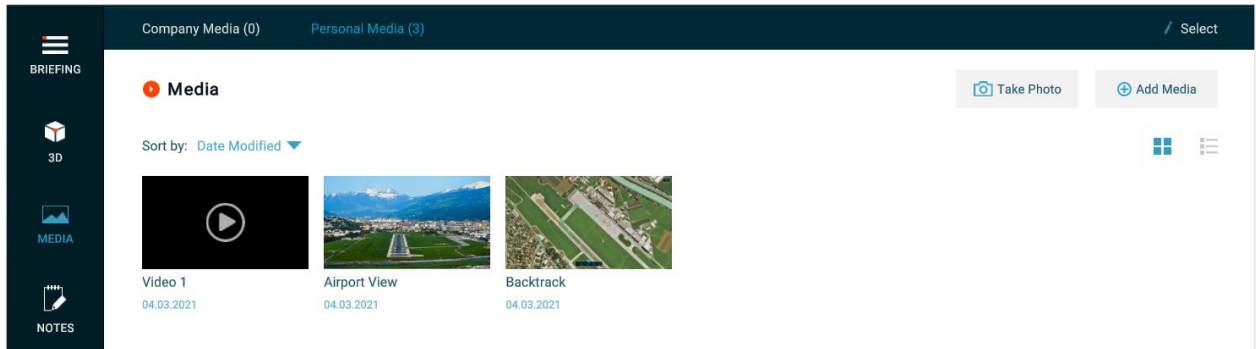 Company Media (0) Personal Media (3) Select
BRIEFING
Media
Take Photo Add Media
3D
Sort by: Date Modified
MEDIA
Video 1 Airport View Backtrack
04.03.2021 04.03.2021 04.03.2021
NOTES